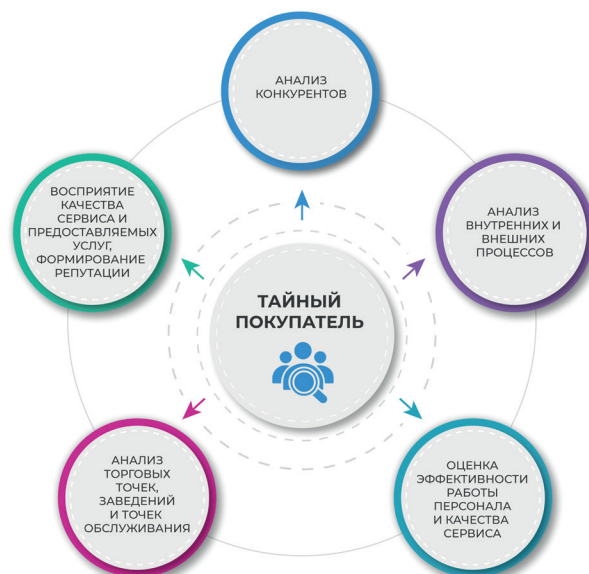 АНАЛИЗ
КОНКУРЕНТОВ
ВОСПРИЯТИЕ
КАЧЕСТВА
СЕРВИСА И
ПРЕДОСТАВЛЯЕМЫХ
УСЛУГ,
ФОРМИРОВАНИЕ
РЕПУТАЦИИ
АНАЛИЗ
ВНУТРЕННИХ И
ВНЕШНИХ
ПРОЦЕССОВ
ТАЙНЫЙ
ПОКУПАТЕЛЬ
АНАЛИЗ
ТОРГОВЫХ
ТОЧЕК,
ЗАВЕДЕНИЙ
И ТОЧЕК
ОБСЛУЖИВАНИЯ
ОЦЕНКА
ЭФФЕКТИВНОСТИ
РАБОТЫ
ПЕРСОНАЛА
И КАЧЕСТВА
СЕРВИСА